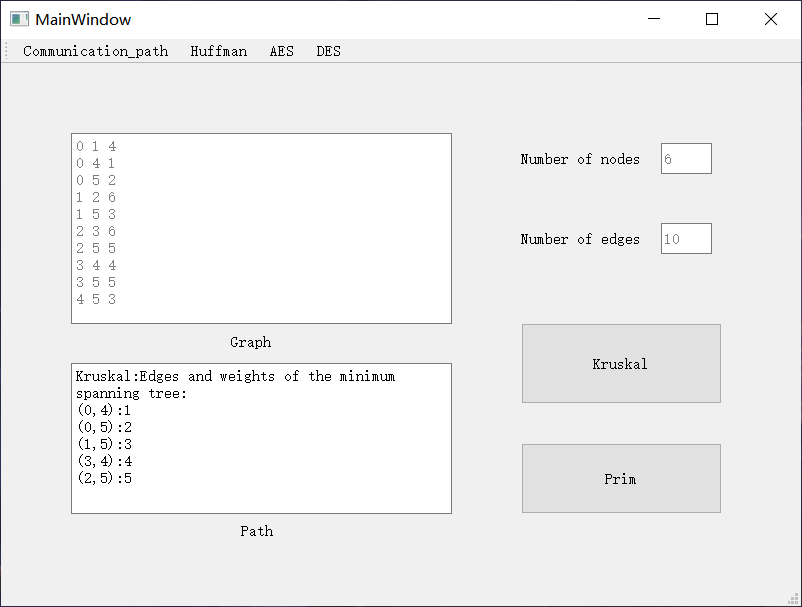 MainWindow
Communication_path Huffman AES DES
0 1 4
0 4 1
0 5 2
1 2 6
1 5 3
2 3 6
2 5 5
3 4 4
3 5 5
4 5 3
Graph
Kruskal:Edges and weights of the minimum
spanning tree:
(0,4):1
(0,5):2
(1,5):3
(3,4):4
(2,5):5
Path
Number of nodes 6
Number of edges 10
Kruskal
Prim